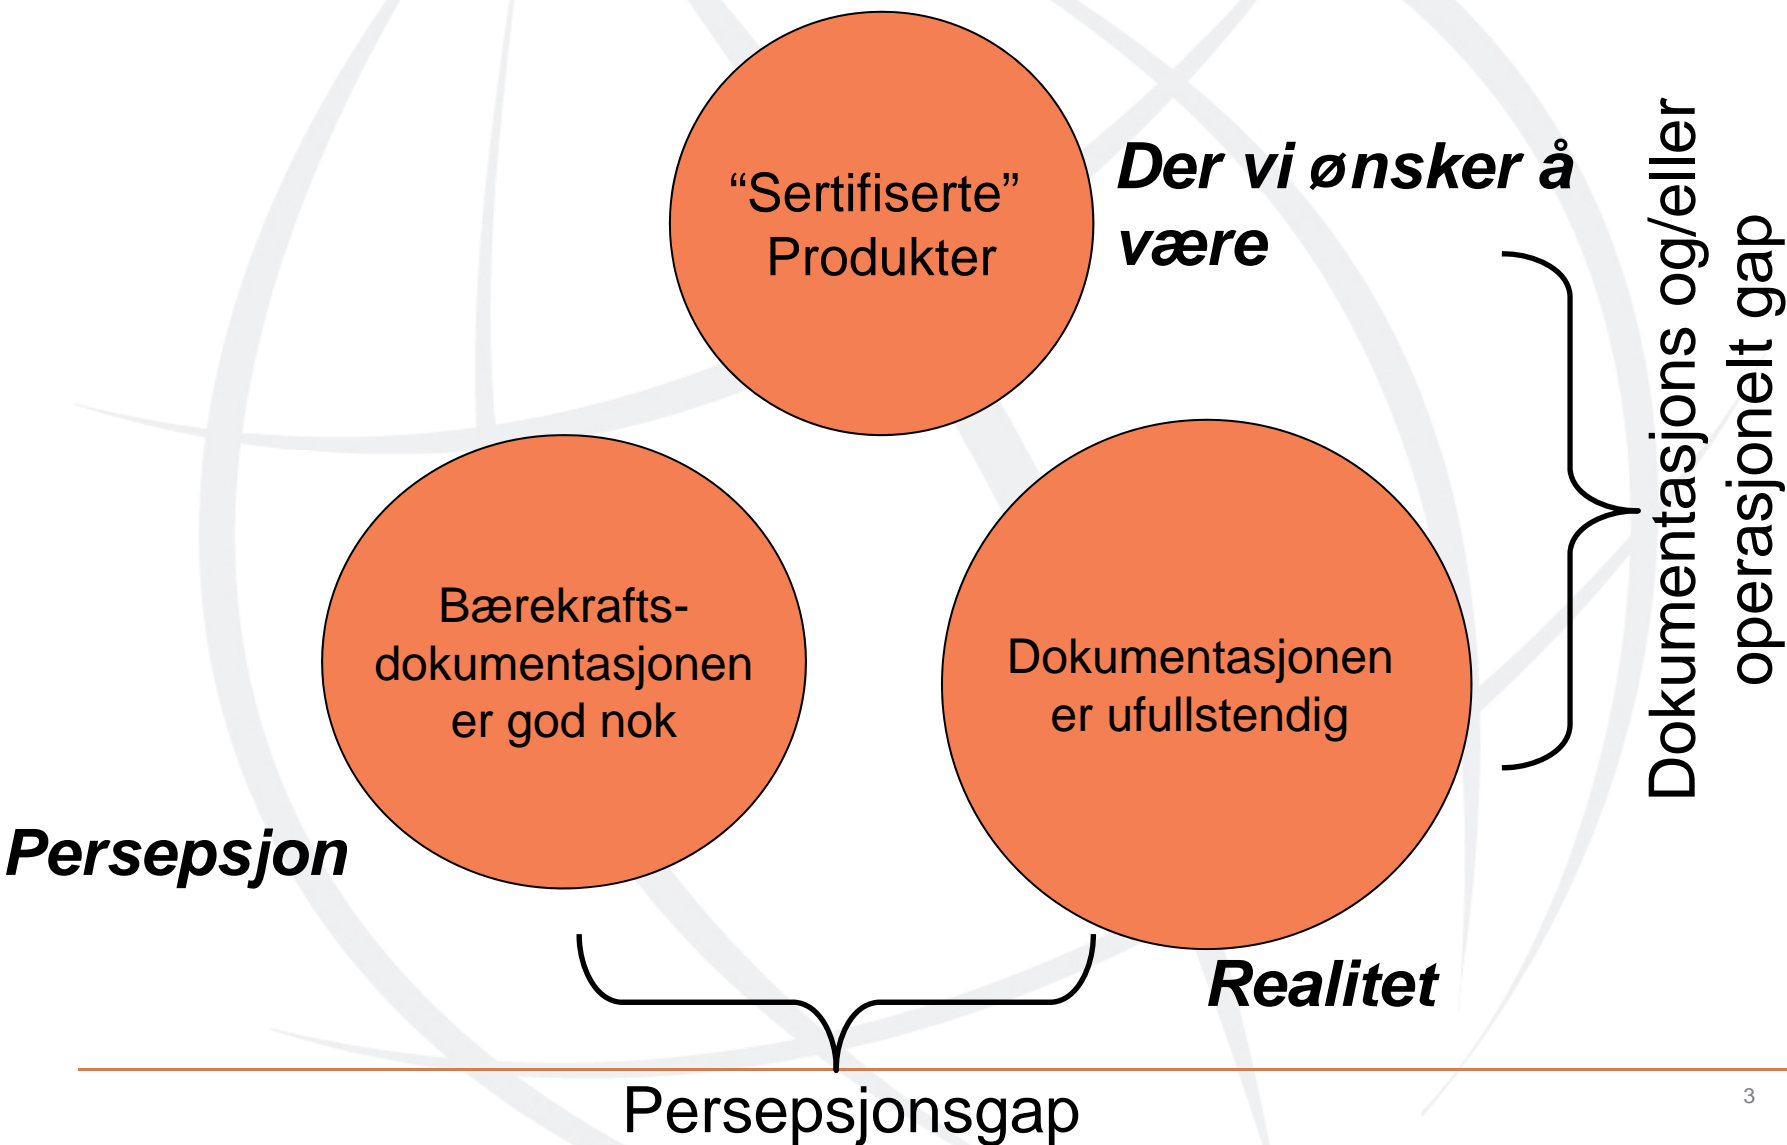 “Sertifiserte”
Produkter
Der vi ønsker å
være
Dokumentasjons og/eller
operasjonelt gap
Bærekrafts-
dokumentasjonen
er god nok
Dokumentasjonen
er ufullstendig
Persepsjon
Realitet
Persepsjonsgap
3